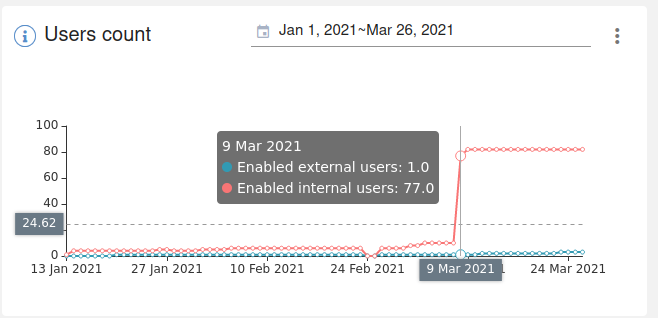 Users count
Jan 1, 2021~Mar 26, 2021
100
80
60
40
24.62
0
9 Mar 2021
Enabled external users: 1.0
Enabled internal users: 77.0
13 Jan 2021
27 Jan 2021
10 Feb 2021
24 Feb 2021
9 Mar 2021
24 Mar 2021